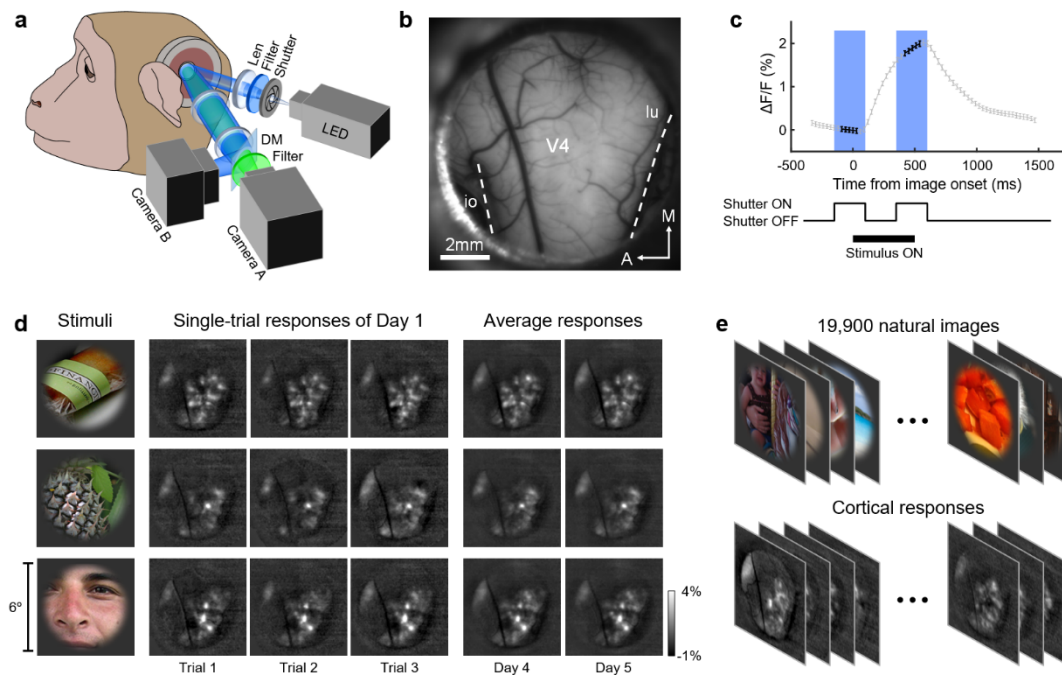 a
Len
Filter
Shutter
LED
DM
Filter
Camera B
Camera A
b
V4
lu
io
2mm
M
A
c
ΔF/F (%)
2
1
0
-500
0
500
1000
1500
Time from image onset (ms)
Shutter ON
Shutter OFF
Stimulus ON
d
Stimuli
Single-trial responses of Day 1
Average responses
FINANG
6°
4%
-1%
Trial 1
Trial 2
Trial 3
Day 4
Day 5
e
19,900 natural images
Cortical responses